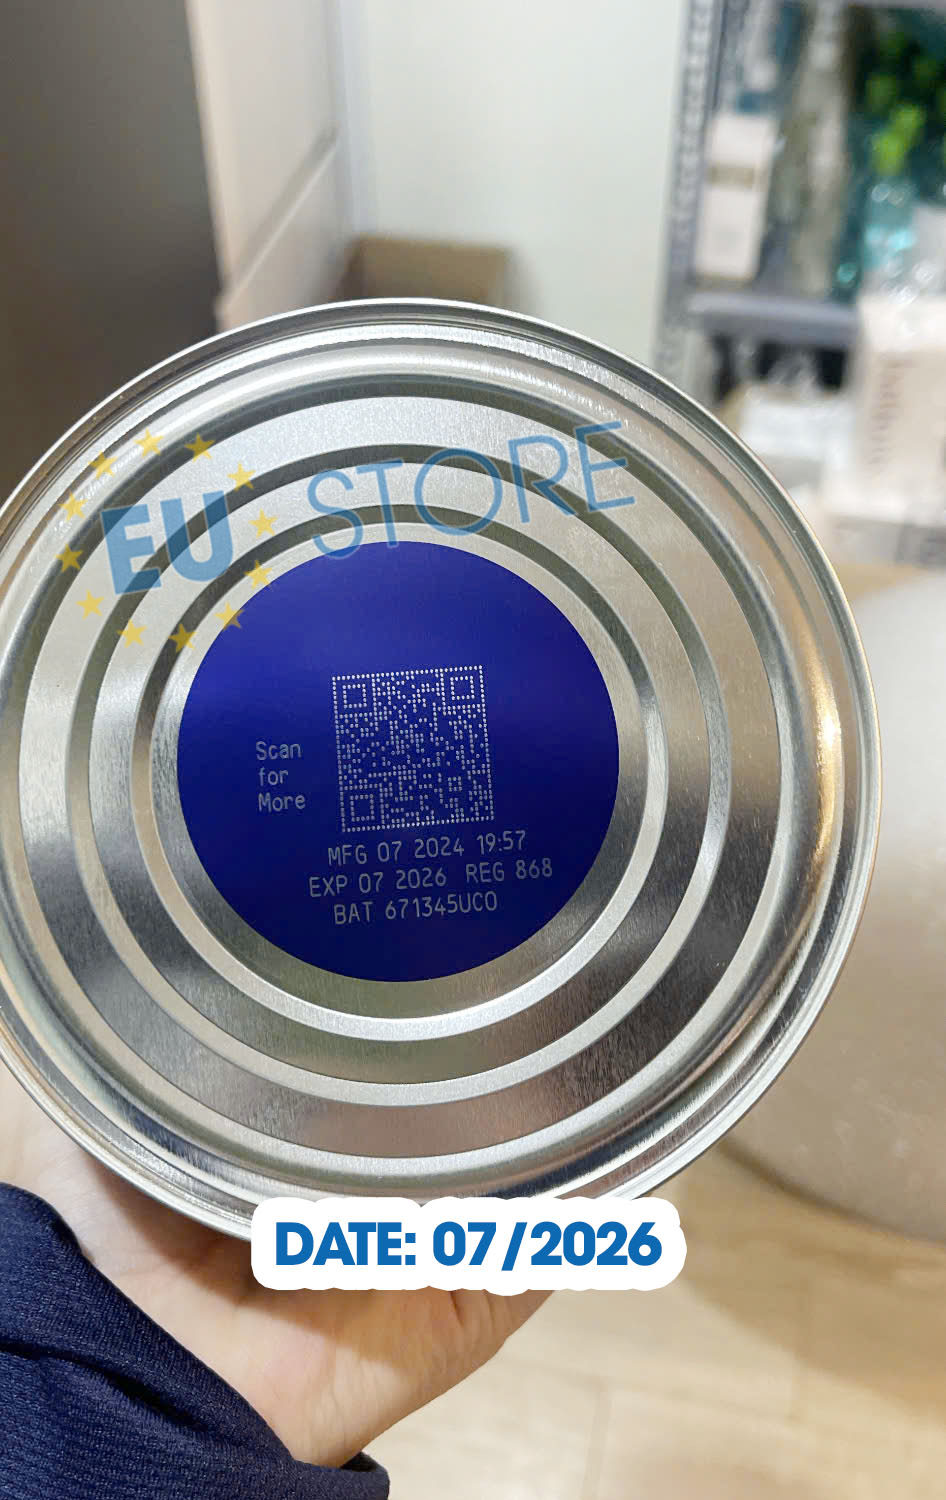 EU STORE
Scan
for
More
MFG 07 2024 19:57
EXP 07 2026 REG 868
BAT 671345UC0
DATE: 07/2026